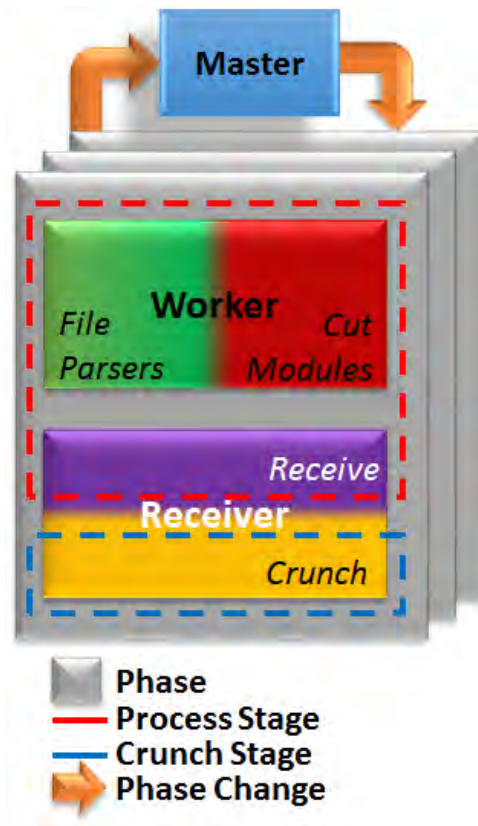 Master
Worker
File Cut
Parsers Modules
Receive
Receiver
Crunch
Phase
Process Stage
Crunch Stage
Phase Change